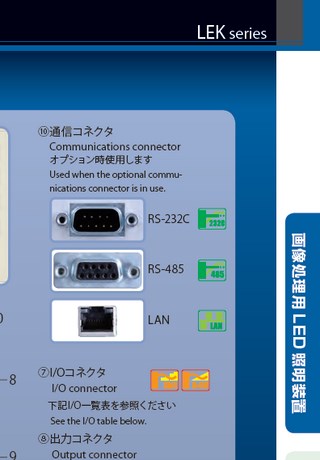 LEK series
⑩通信コネクタ
Communications connector
オプション時使用します
Used when the optional commu-
nications connector is in use.
RS-232C
232C
RS-485
485
LAN
LAN
0
8
⑦I/Oコネクタ
I/O connector
下記I/O一覧表を参照ください
See the I/O table below.
⑧出力コネクタ
9
Output connector
画像処理用LED照明装置